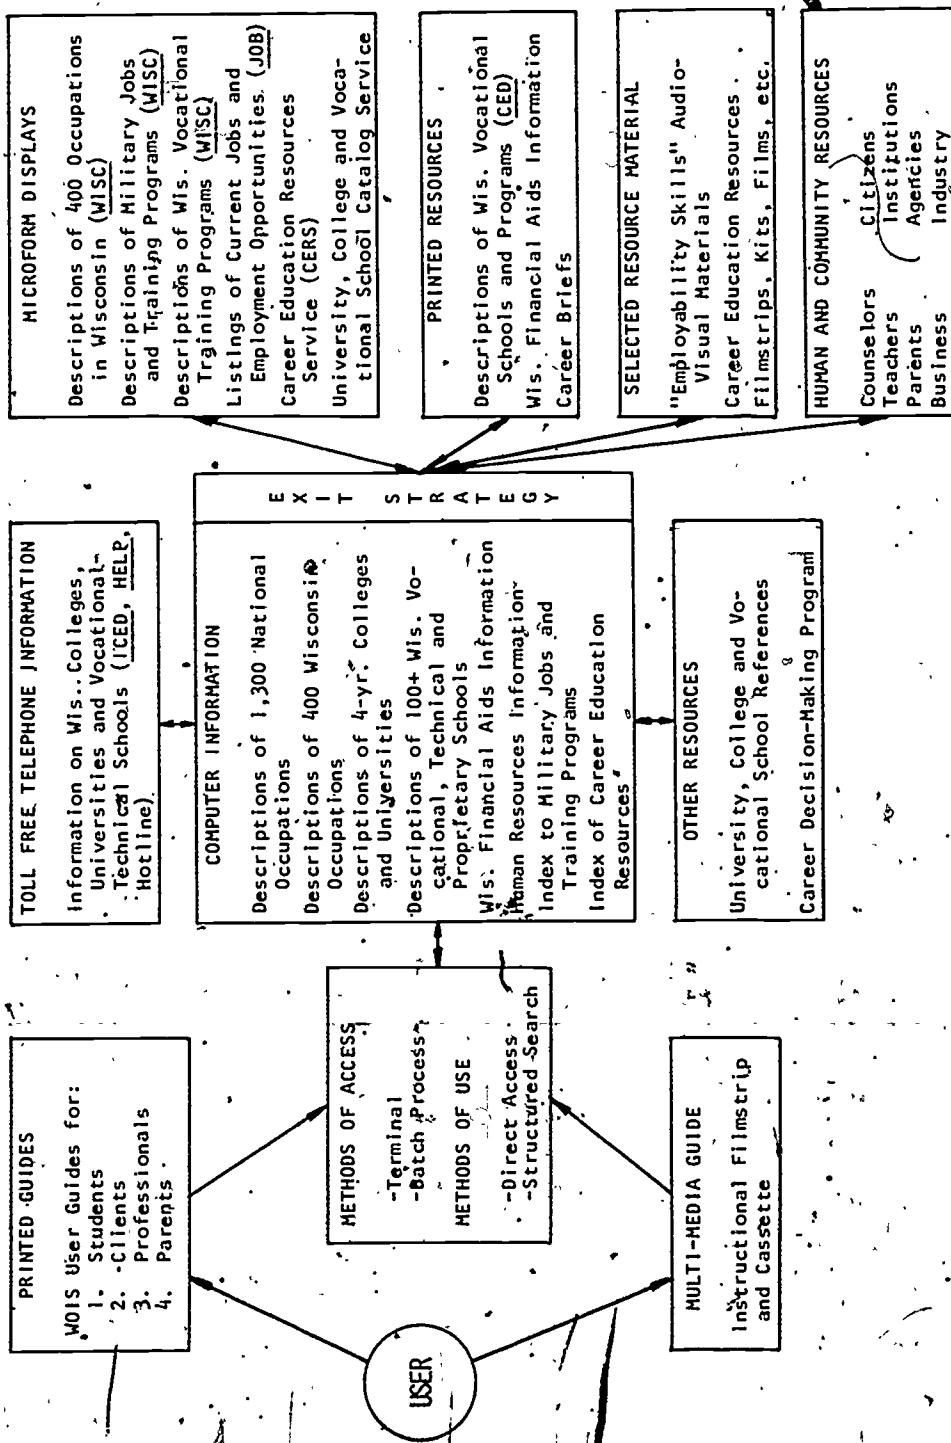 USER
PRINTED GUIDES
WOIS User Guides for:
1. Students
2. Clients
3. Professionals
4. Parents
MULTI-MEDIA GUIDE
Instructional Filmstrip
and Cassette
METHODS OF ACCESS
-Terminal
-Batch Process
METHODS OF USE
-Direct Access
-Structured Search
TOLL FREE TELEPHONE INFORMATION
Information on Wis. Colleges,
Universities and Vocational-
Technical Schools (ICED, HELP,
Hotline)
COMPUTER INFORMATION
Descriptions of 1,300 National
Occupations
Descriptions of 400 Wisconsin
Occupations
Descriptions of 4-yr. Colleges
and Universities
Descriptions of 100+ Wis. Vo-
cational, Technical and
Proprietary Schools
Wis. Financial Aids Information
Human Resources Information
Index to Military Jobs and
Training Programs
Index of Career Education
Resources
EXIT STRATEGY
OTHER RESOURCES
University, College and Vo-
cational School References
Career Decision-Making Program
MICROFORM DISPLAYS
Descriptions of 400 Occupations
in Wisconsin (WISC)
Descriptions of Military Jobs
and Training Programs (WISC)
Descriptions of Wis. Vocational
Training Programs (WISC)
Listings of Current Jobs and
Employment Opportunities (JOB)
Career Education Resources
Service (CERS)
University, College and Voca-
tional School Catalog Service
PRINTED RESOURCES
Descriptions of Wis. Vocational
Schools and Programs (CED)
Wis. Financial Aids Information
Career Briefs
SELECTED RESOURCE MATERIAL
"Employability Skills" Audio-
Visual Materials
Career Education Resources
Filmstrips, Kits, Films, etc.
HUMAN AND COMMUNITY RESOURCES
Counselors Citizens
Teachers Institutions
Parents Agencies
Business Industry